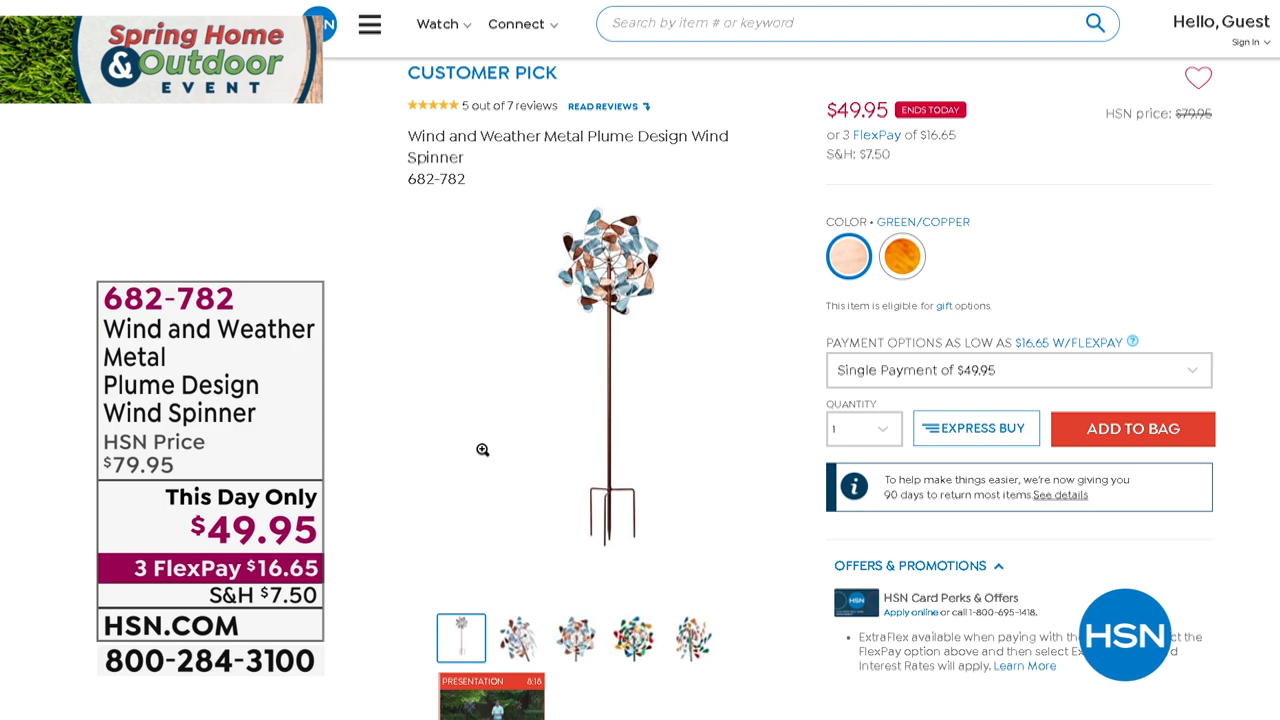 Spring Home
& Outdoor
EVENT
Watch
Connect
Search by item # or keyword
Hello, Guest
Sign In
CUSTOMER PICK
5 out of 7 reviews READ REVIEWS
Wind and Weather Metal Plume Design Wind
Spinner
682-782
$49.95 ENDS TODAY
HSN price: $79.95
or 3 FlexPay of $16.65
S&H: $7.50
COLOR • GREEN/COPPER
This item is eligible for gift options.
PAYMENT OPTIONS AS LOW AS $16.65 W/FLEXPAY ?
Single Payment of $49.95
QUANTITY
1
EXPRESS BUY
ADD TO BAG
i
To help make things easier, we're now giving you
90 days to return most items.See details
OFFERS & PROMOTIONS
HSN
HSN Card Perks & Offers
Apply online or call 1-800-695-1418.
• ExtraFlex available when paying with th ct the
FlexPay option above and then select Ex d
Interest Rates will apply. Learn More
HSN
682-782
Wind and Weather
Metal
Plume Design
Wind Spinner
HSN Price
$79.95
This Day Only
$49.95
3 FlexPay $16.65
S&H $7.50
HSN.COM
800-284-3100
PRESENTATION 8:18